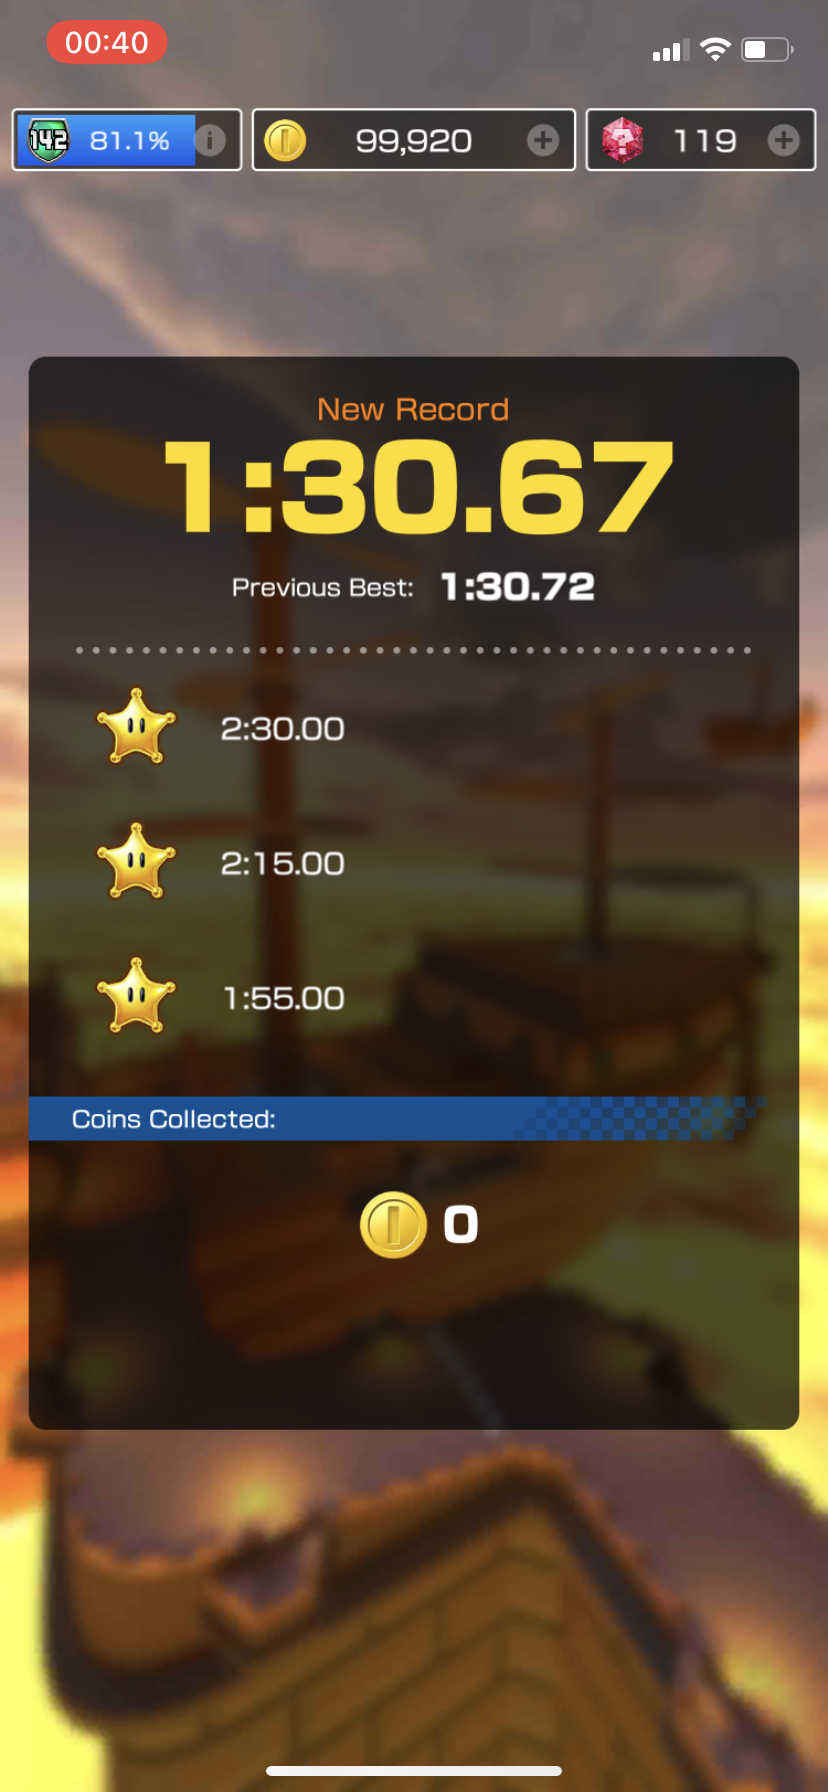 00:40
142 81.1% i 99,920 + ? 119 +
New Record
1:30.67
Previous Best: 1:30.72
2:30.00
2:15.00
1:55.00
Coins Collected:
0